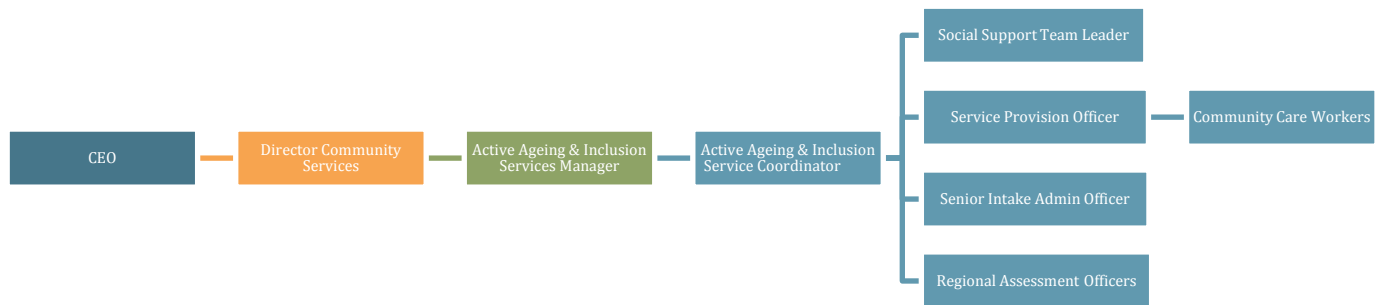 CEO
Director Community
Services
Active Ageing & Inclusion
Services Manager
Active Ageing & Inclusion
Service Coordinator
Social Support Team Leader
Service Provision Officer
Community Care Workers
Senior Intake Admin Officer
Regional Assessment Officers